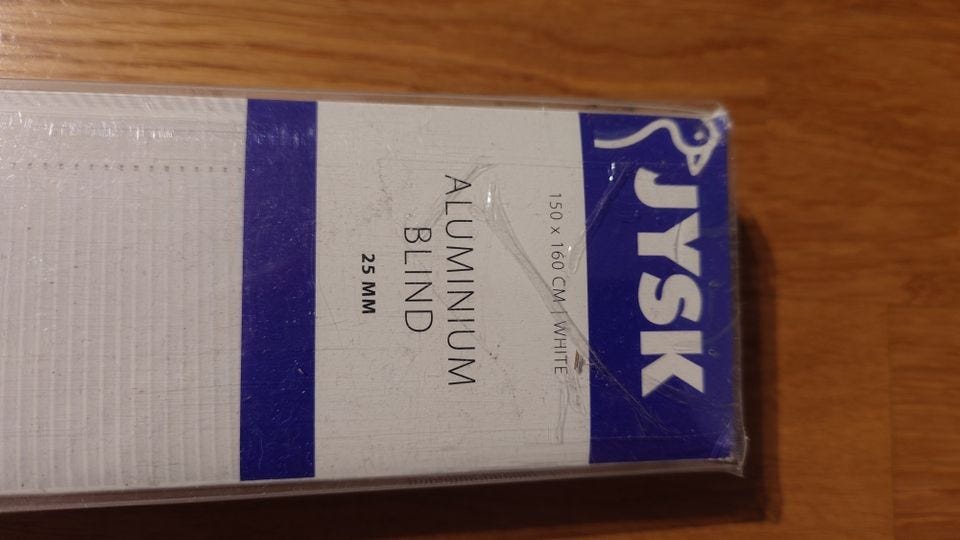 JYSK
150 x 160 CM | WHITE
ALUMINIUM
BLIND
25 MM